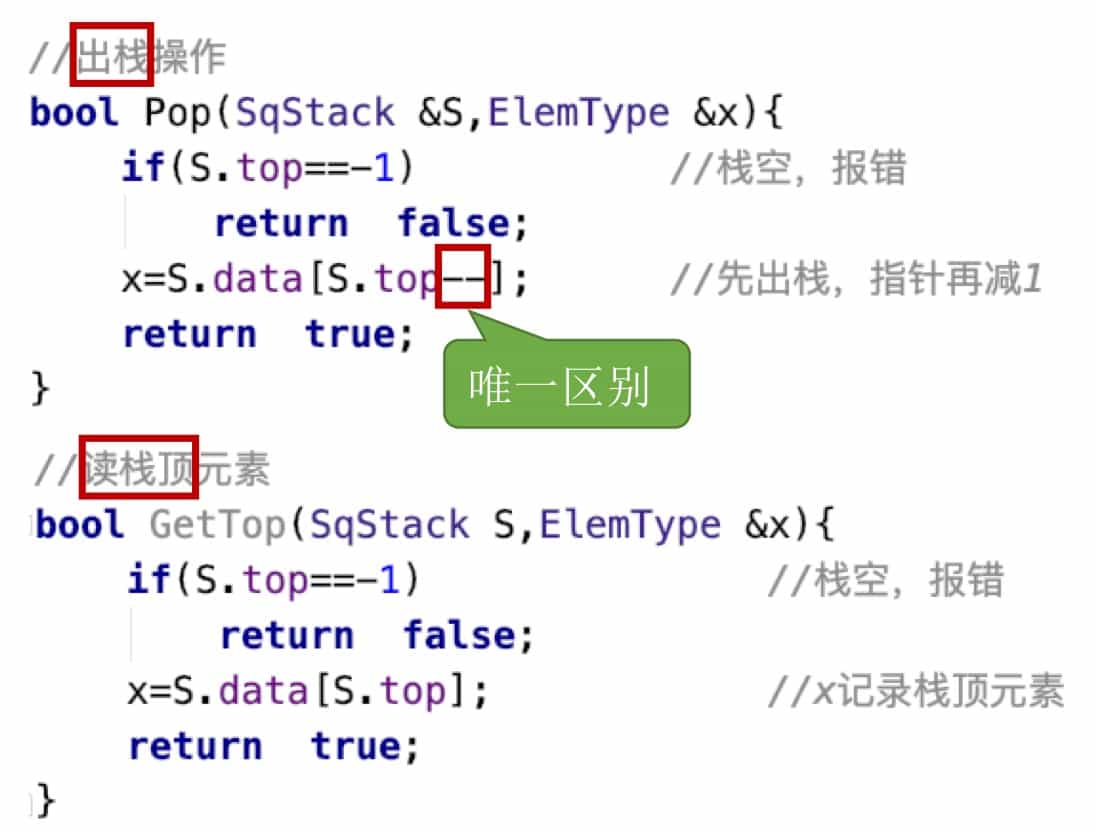 //出栈操作
bool Pop(SqStack &S,ElemType &x){
if(S.top==-1) //栈空，报错
return false;
x=S.data[S.top--]; //先出栈，指针再减1
return true;
}
唯一区别
//读栈顶元素
bool GetTop(SqStack S,ElemType &x){
if(S.top==-1) //栈空，报错
return false;
x=S.data[S.top]; //x记录栈顶元素
return true;
}